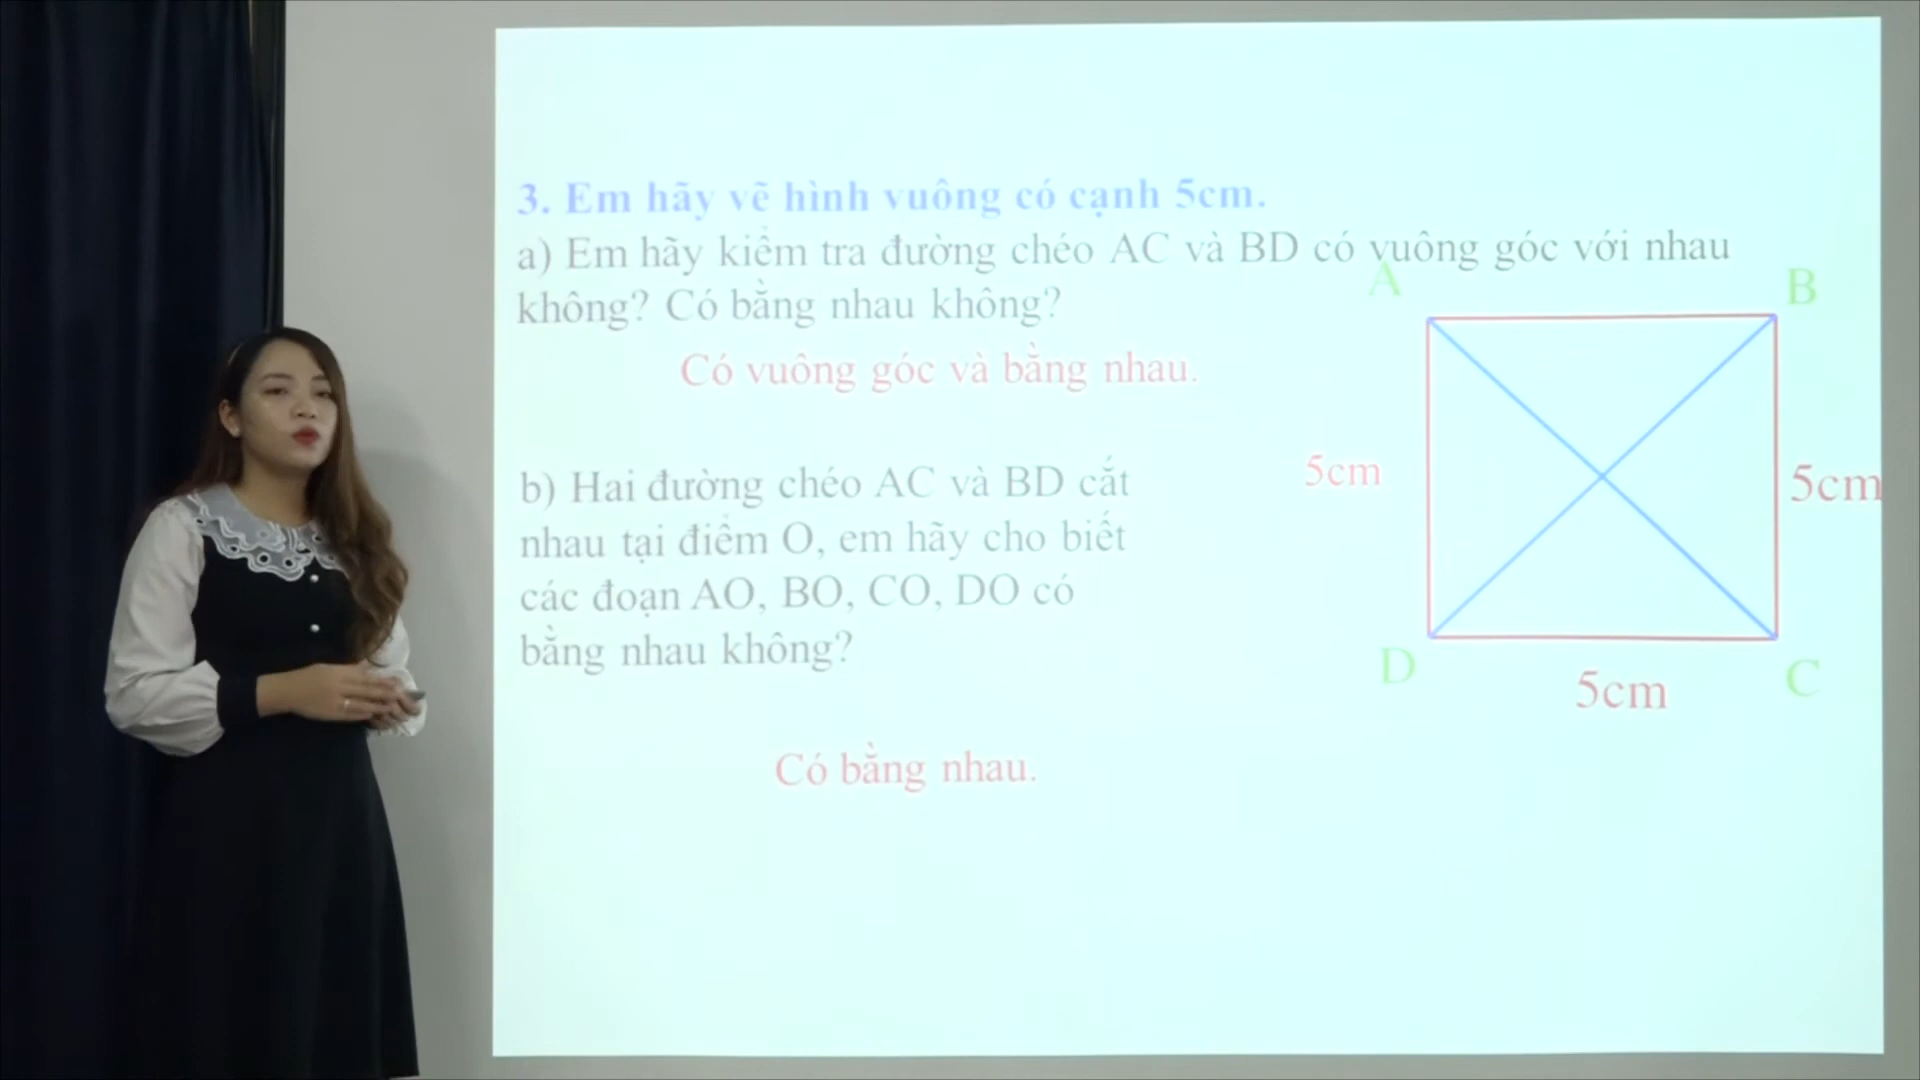 3. Em hãy vẽ hình vuông có cạnh 5cm.
a) Em hãy kiểm tra đường chéo AC và BD có vuông góc với nhau
không? Có bằng nhau không?
Có vuông góc và bằng nhau.
b) Hai đường chéo AC và BD cắt
nhau tại điểm O, em hãy cho biết
các đoạn AO, BO, CO, DO có
bằng nhau không?
Có bằng nhau.
A
B
5cm
5cm
D
C
5cm